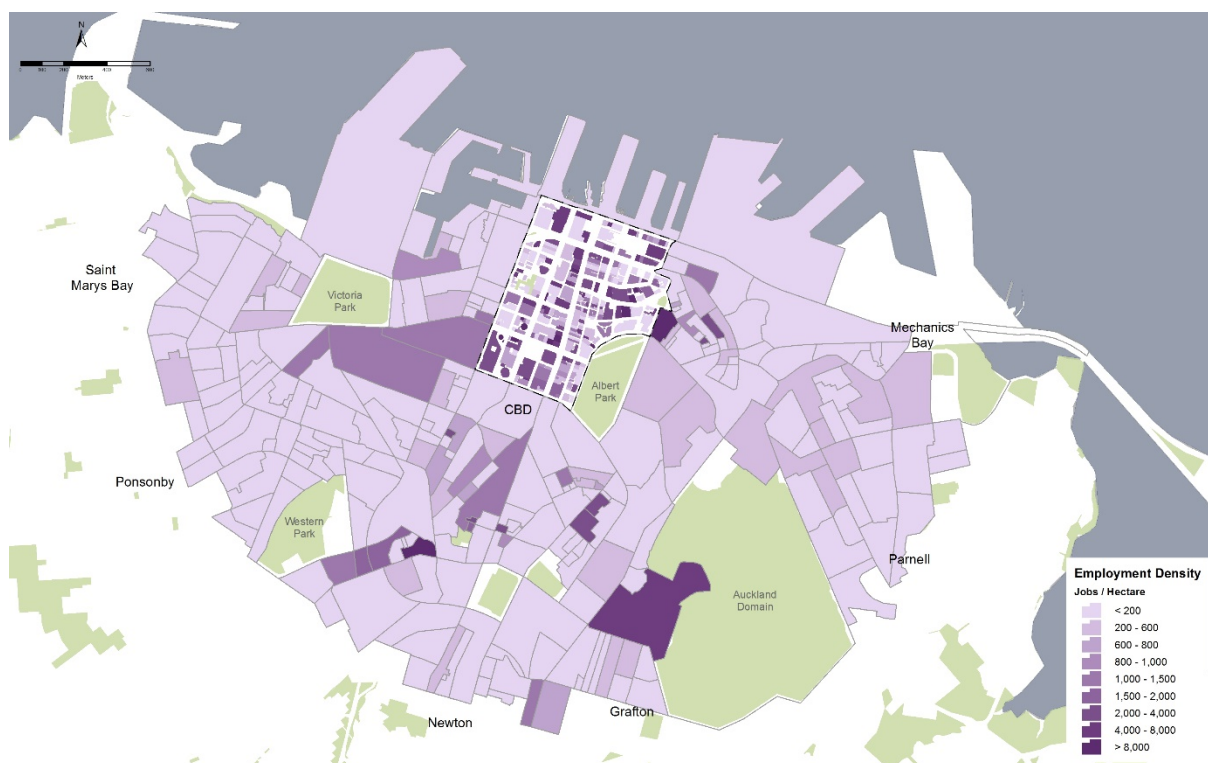 N
Meters
Saint
Marys Bay
Victoria
Park
Mechanics
Bay
Albert
Park
CBD
Ponsonby
Western
Park
Parnell
Auckland
Domain
Newton
Grafton
Employment Density
Jobs / Hectare
< 200
200 - 600
600 - 800
800 - 1,000
1,000 - 1,500
1,500 - 2,000
2,000 - 4,000
4,000 - 8,000
> 8,000